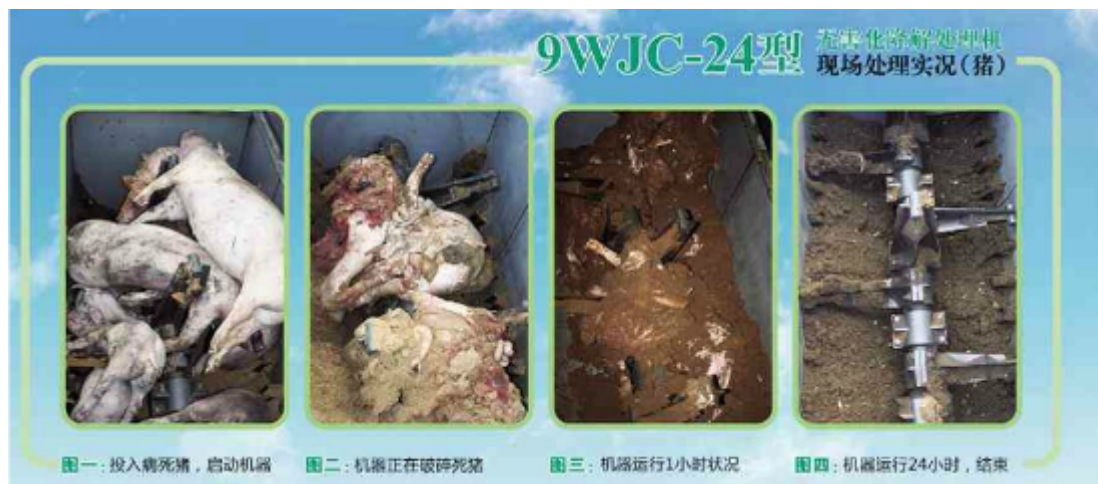 9WJC-24型
无害化降解处理机
现场处理实况(猪)
图一:投入病死猪,启动机器
图二:机器正在破碎死猪
图三:机器运行1小时状况
图四:机器运行24小时,结束